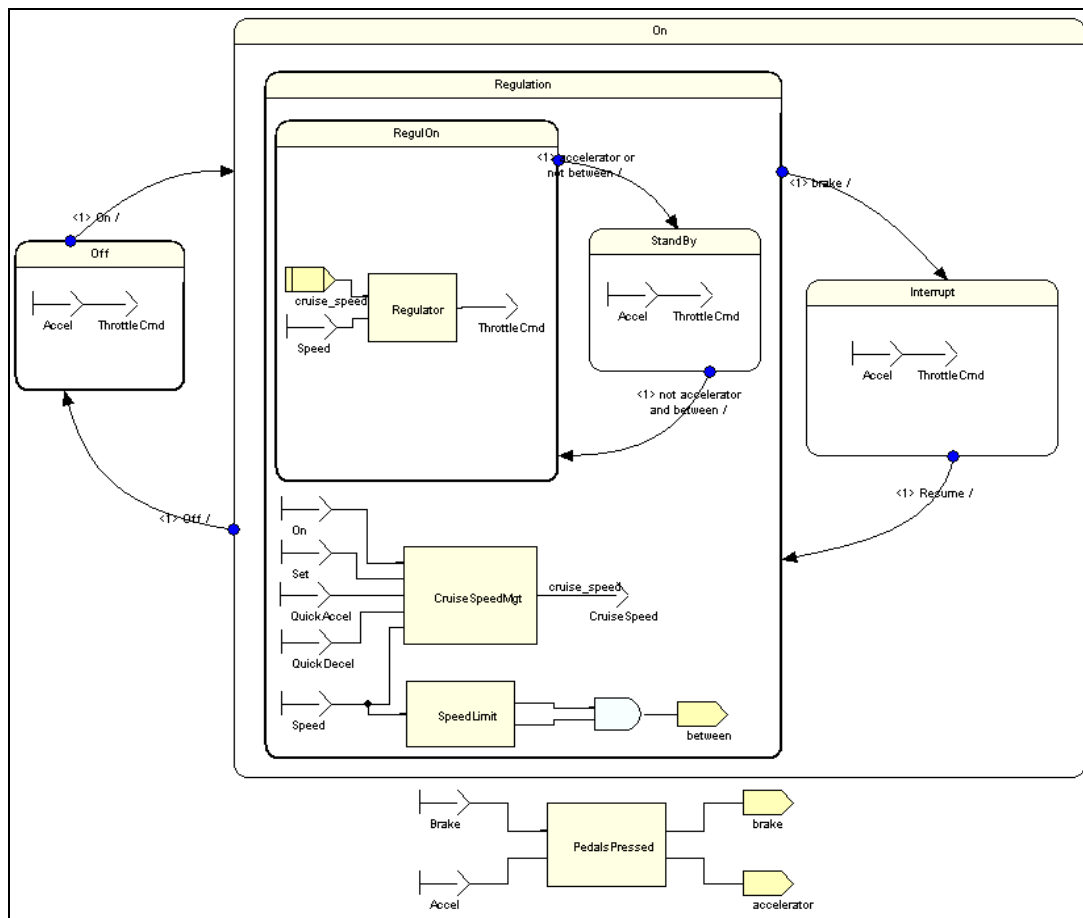 On
Regulation
RegulOn
<1> accelerator or
not between /
<1> brake /
<1> On /
Off
StandBy
Interrupt
cruise_speed
Regulator
ThrottleCmd
Speed
Accel
ThrottleCmd
Accel
ThrottleCmd
Accel
ThrottleCmd
<1> not accelerator
and between /
<1> Resume /
<1> Off /
On
Set
QuickAccel
QuickDecel
CruiseSpeedMgt
cruise_speed
CruiseSpeed
Speed
SpeedLimit
between
Brake
PedalsPressed
brake
Accel
accelerator